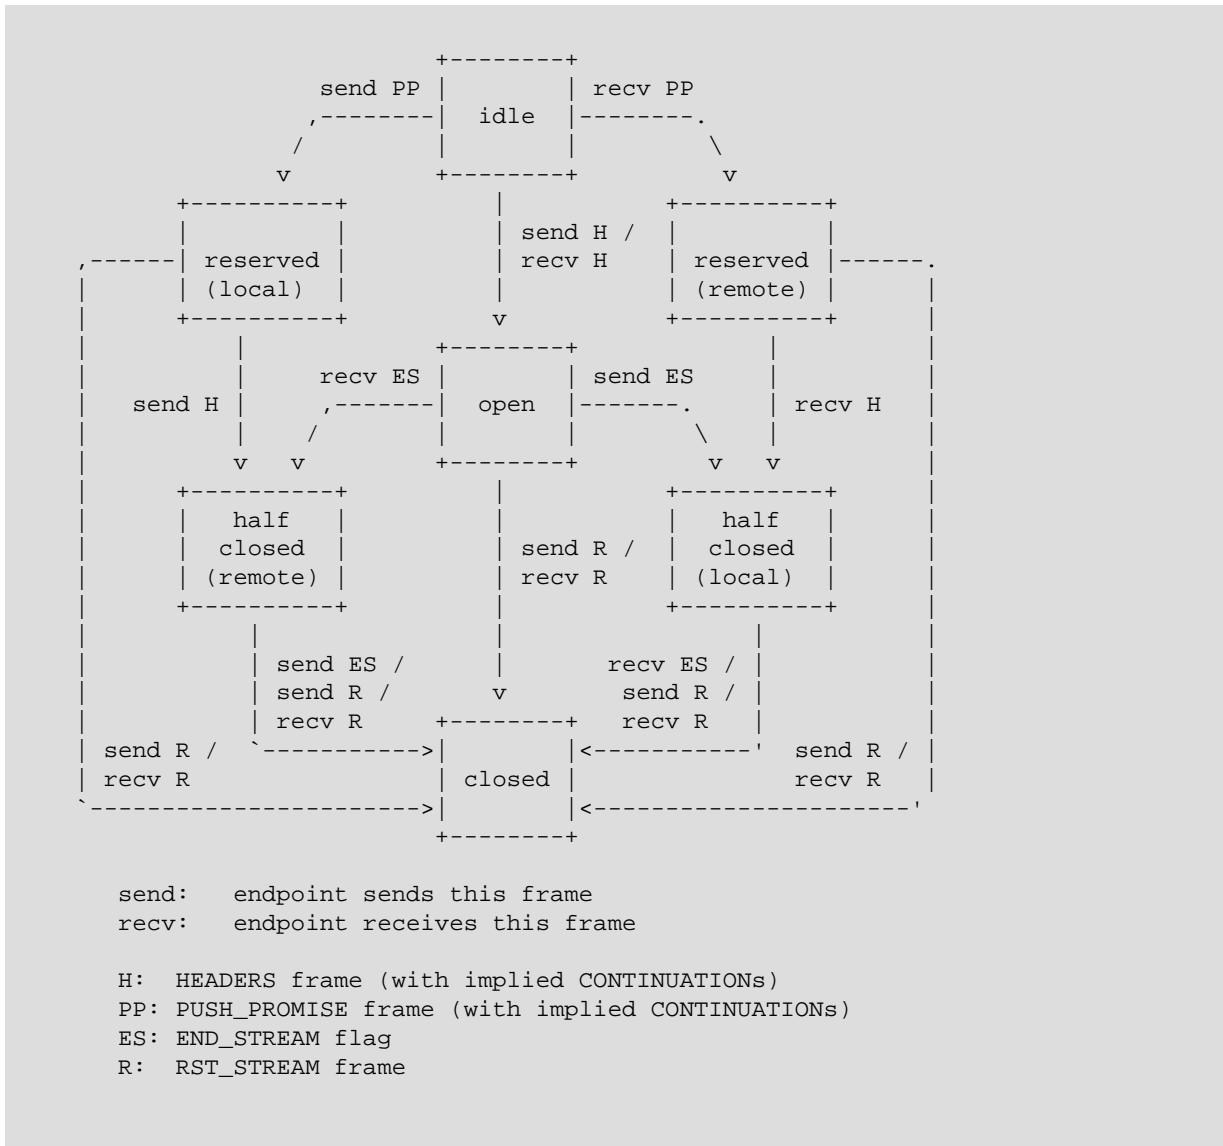 +--------+
                 send PP |        | recv PP
                ,--------|  idle  |--------.
               /         |        |         \
              v          +--------+          v
       +----------+          |           +----------+
       |          |          | send H /  |          |
,------| reserved |          | recv H    | reserved |------.
|      | (local)  |          |           | (remote) |      |
|      +----------+          v           +----------+      |
|          |             +--------+             |          |
|          |     recv ES |        | send ES     |          |
|   send H |     ,-------|  open  |-------.     | recv H   |
|          |    /        |        |        \    |          |
|          v   v         +--------+         v   v          |
|      +----------+          |           +----------+      |
|      |   half   |          |           |   half   |      |
|      |  closed  |          | send R /  |  closed  |      |
|      | (remote) |          | recv R    | (local)  |      |
|      +----------+          |           +----------+      |
|           |                |                 |           |
|           | send ES /      |       recv ES / |           |
|           | send R /       v        send R / |           |
|           | recv R     +--------+   recv R   |           |
| send R /  `----------->|        |<-----------'  send R / |
| recv R                 | closed |               recv R   |
`----------------------->|        |<----------------------'
                         +--------+
send:   endpoint sends this frame
recv:   endpoint receives this frame
H:  HEADERS frame (with implied CONTINUATIONs)
PP: PUSH_PROMISE frame (with implied CONTINUATIONs)
ES: END_STREAM flag
R:  RST_STREAM frame